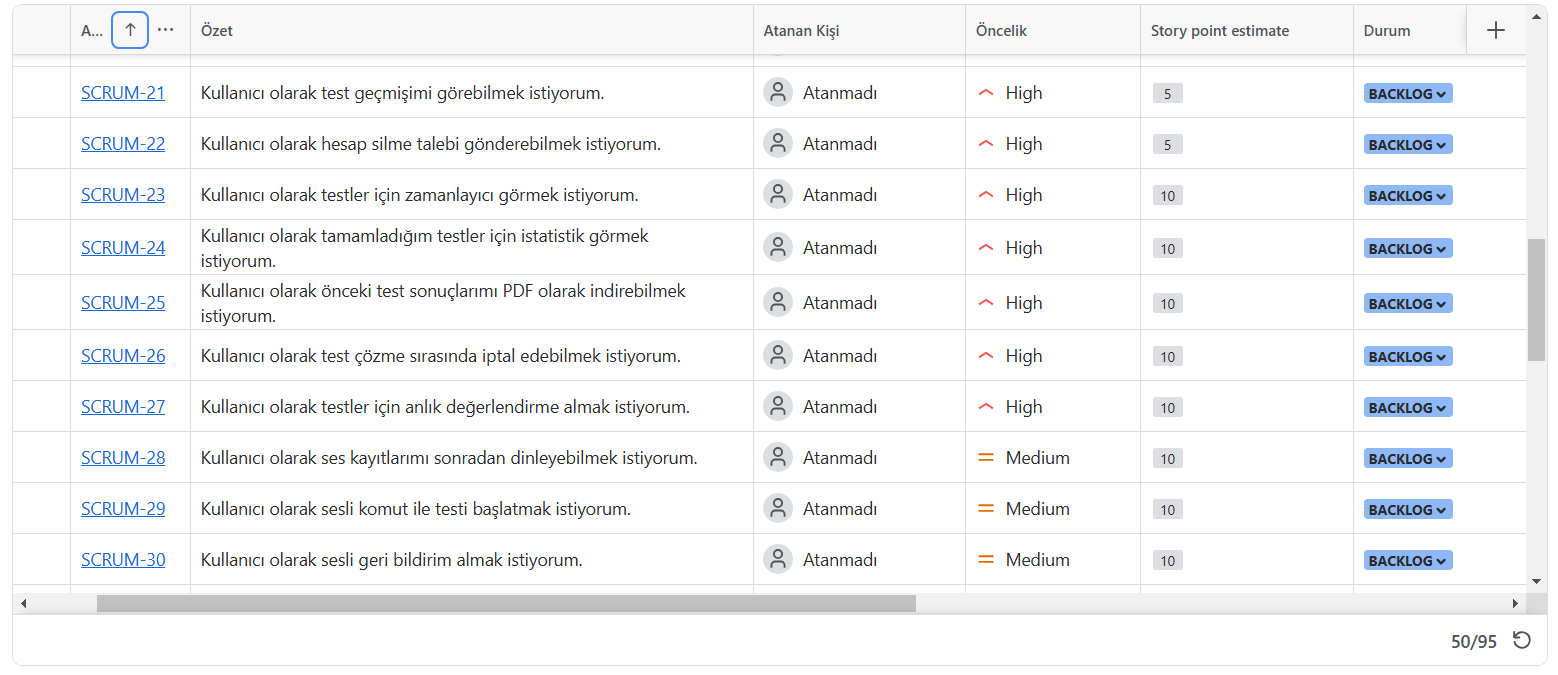 A... Özet Atanan Kişi Öncelik Story point estimate Durum
SCRUM-21 Kullanıcı olarak test geçmişimi görebilmek istiyorum. Atanmadı High 5 BACKLOG
SCRUM-22 Kullanıcı olarak hesap silme talebi gönderebilmek istiyorum. Atanmadı High 5 BACKLOG
SCRUM-23 Kullanıcı olarak testler için zamanlayıcı görmek istiyorum. Atanmadı High 10 BACKLOG
SCRUM-24 Kullanıcı olarak tamamladığım testler için istatistik görmek
istiyorum. Atanmadı High 10 BACKLOG
SCRUM-25 Kullanıcı olarak önceki test sonuçlarımı PDF olarak indirebilmek
istiyorum. Atanmadı High 10 BACKLOG
SCRUM-26 Kullanıcı olarak test çözme sırasında iptal edebilmek istiyorum. Atanmadı High 10 BACKLOG
SCRUM-27 Kullanıcı olarak testler için anlık değerlendirme almak istiyorum. Atanmadı High 10 BACKLOG
SCRUM-28 Kullanıcı olarak ses kayıtlarımı sonradan dinleyebilmek istiyorum. Atanmadı Medium 10 BACKLOG
SCRUM-29 Kullanıcı olarak sesli komut ile testi başlatmak istiyorum. Atanmadı Medium 10 BACKLOG
SCRUM-30 Kullanıcı olarak sesli geri bildirim almak istiyorum. Atanmadı Medium 10 BACKLOG
50/95